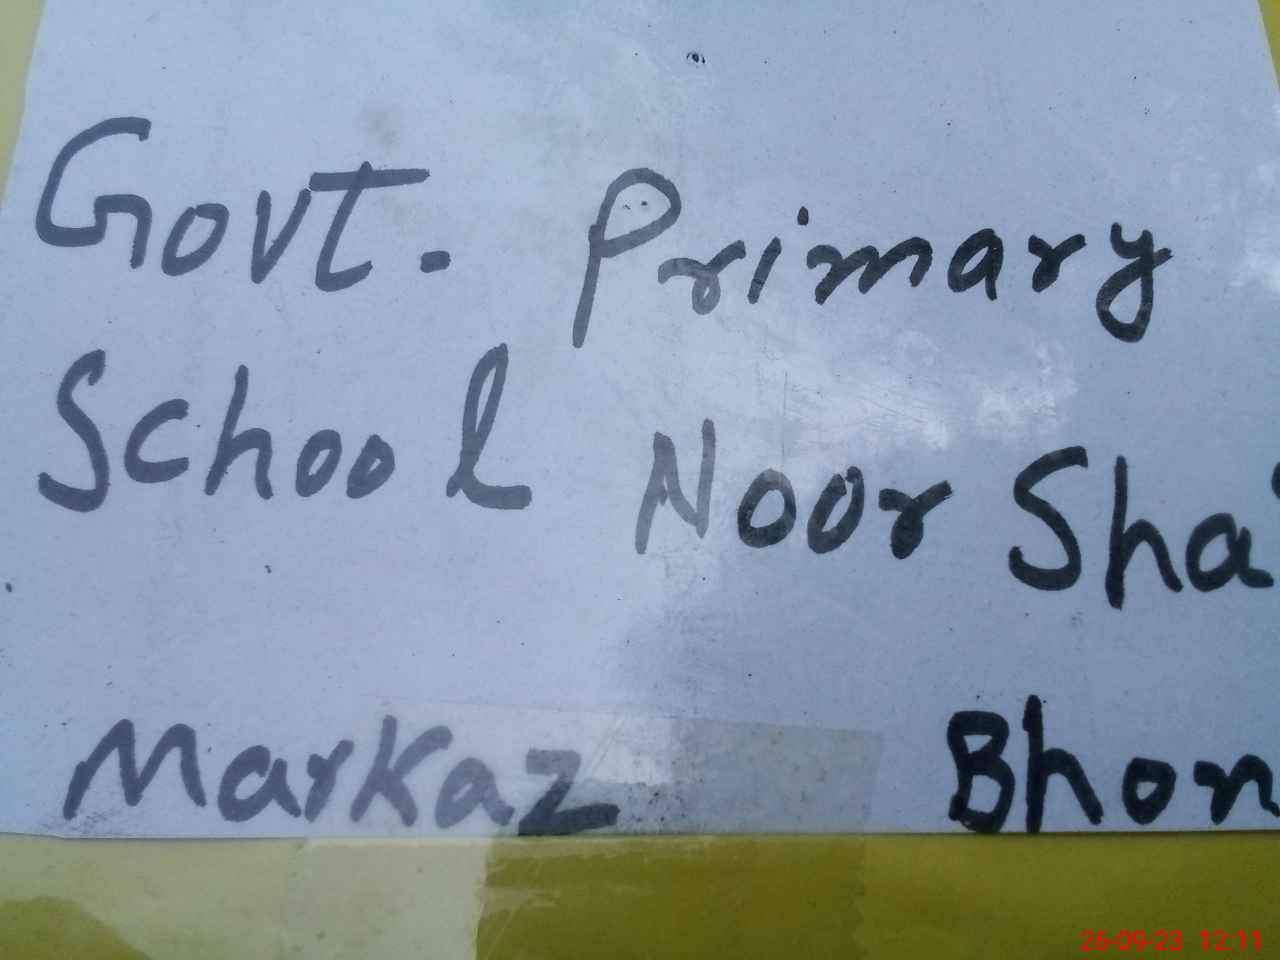 Govt. Primary
School Noor Sha
Markaz Bhon
26-09-23 12:11